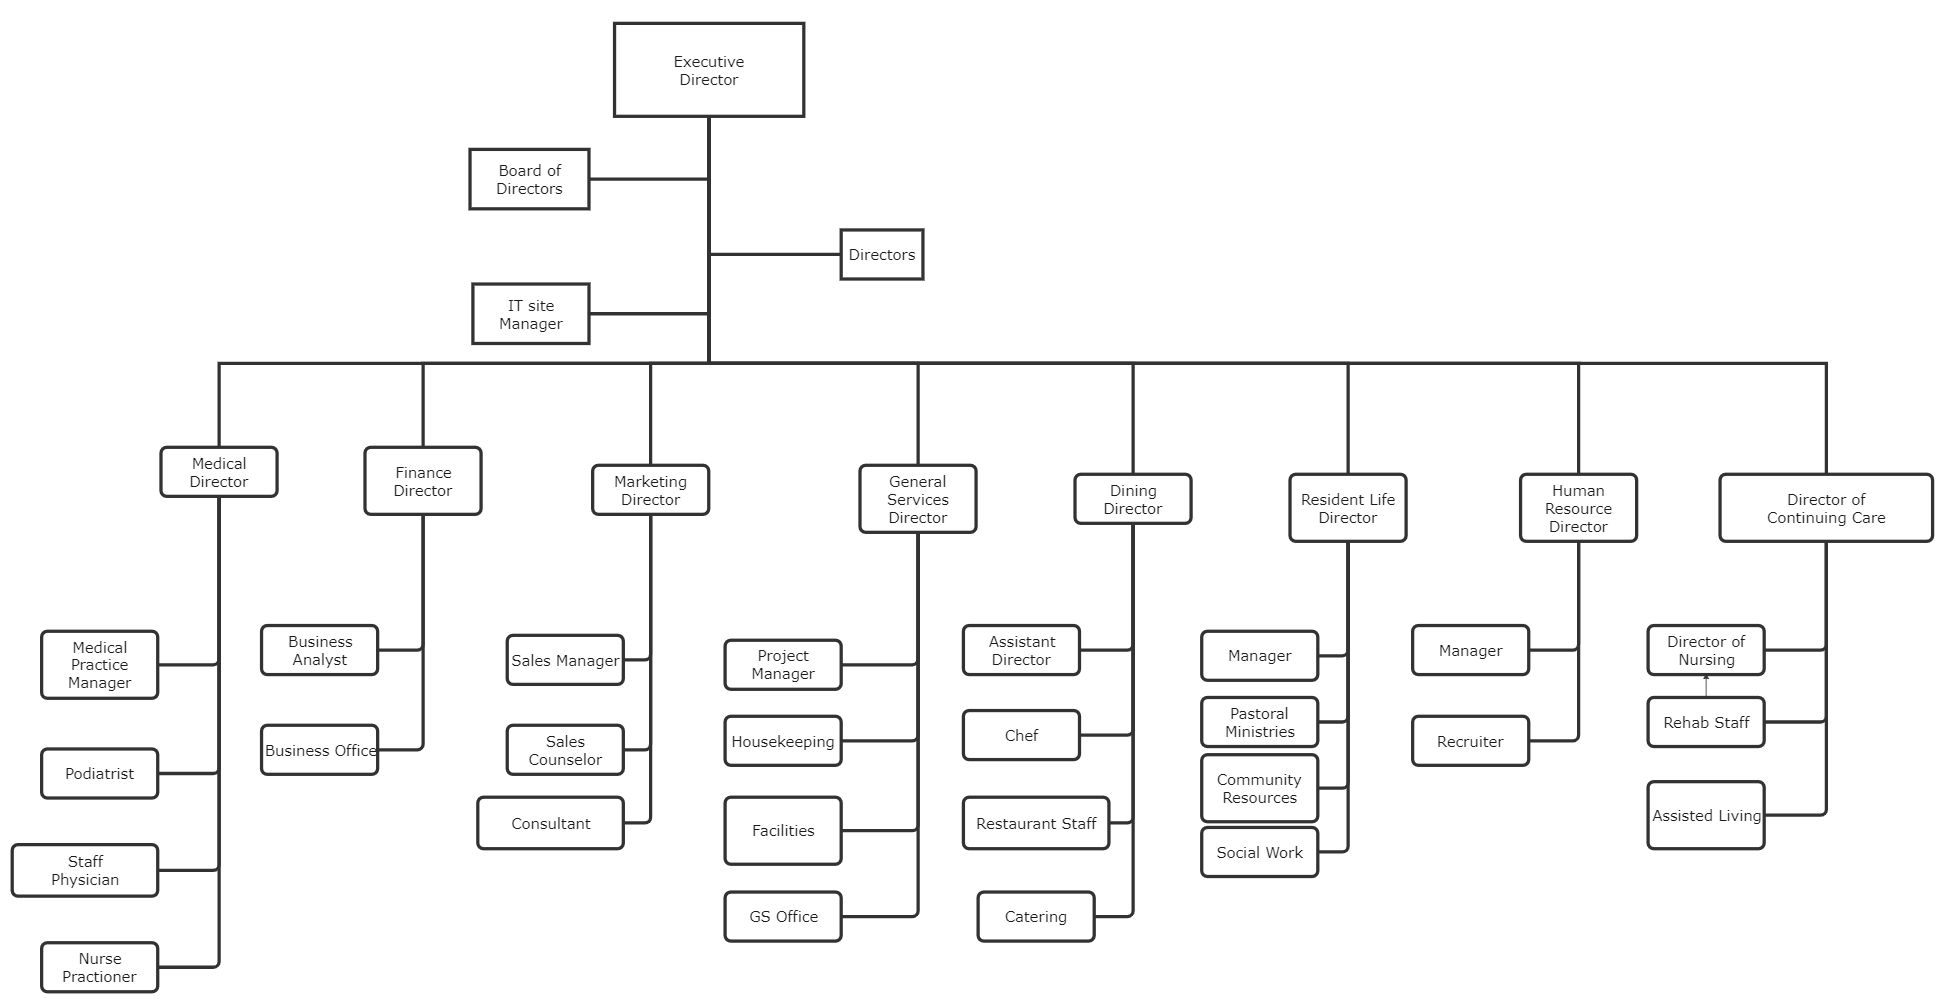 Executive
Director
Board of
Directors
Directors
IT site
Manager
Medical
Director
Finance
Director
Marketing
Director
General
Services
Director
Dining
Director
Resident Life
Director
Human
Resource
Director
Director of
Continuing Care
Medical
Practice
Manager
Podiatrist
Staff
Physician
Nurse
Practioner
Business
Analyst
Business Office
Sales Manager
Sales
Counselor
Consultant
Project
Manager
Housekeeping
Facilities
GS Office
Assistant
Director
Chef
Restaurant Staff
Catering
Manager
Pastoral
Ministries
Community
Resources
Social Work
Manager
Recruiter
Director of
Nursing
Rehab Staff
Assisted Living